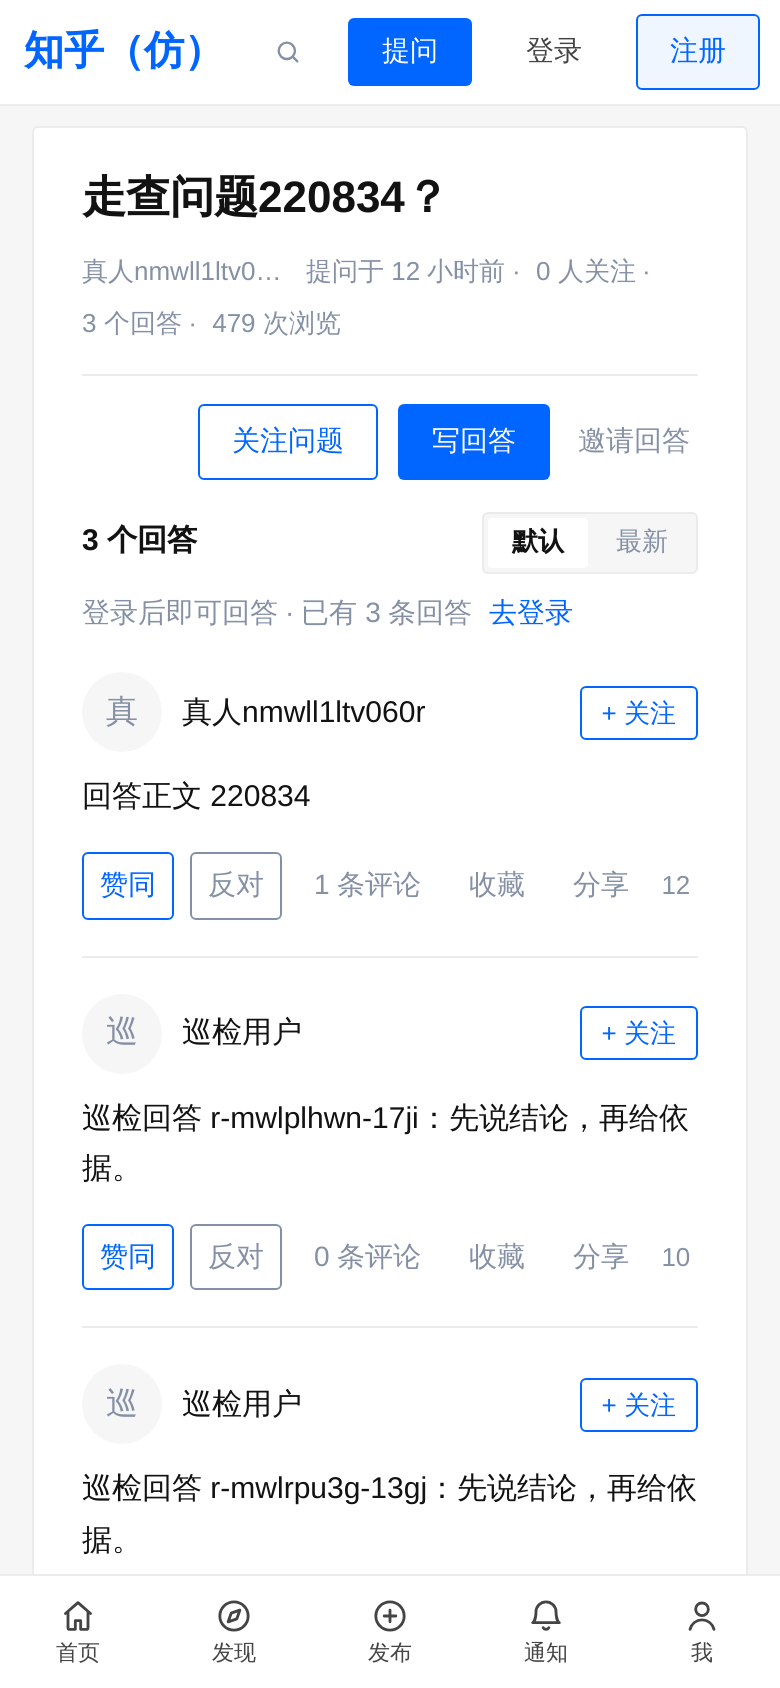 知乎（仿） 提问 登录 注册
走查问题220834？
真人nmwll1ltv0… 提问于 12 小时前 · 0 人关注 ·
3 个回答 · 479 次浏览
关注问题 写回答 邀请回答
3 个回答 默认 最新
登录后即可回答 · 已有 3 条回答 去登录
真 真人nmwll1ltv060r + 关注
回答正文 220834
赞同 反对 1 条评论 收藏 分享 12
巡 巡检用户 + 关注
巡检回答 r-mwlplhwn-17ji：先说结论，再给依
据。
赞同 反对 0 条评论 收藏 分享 10
巡 巡检用户 + 关注
巡检回答 r-mwlrpu3g-13gj：先说结论，再给依
据。
首页 发现 发布 通知 我